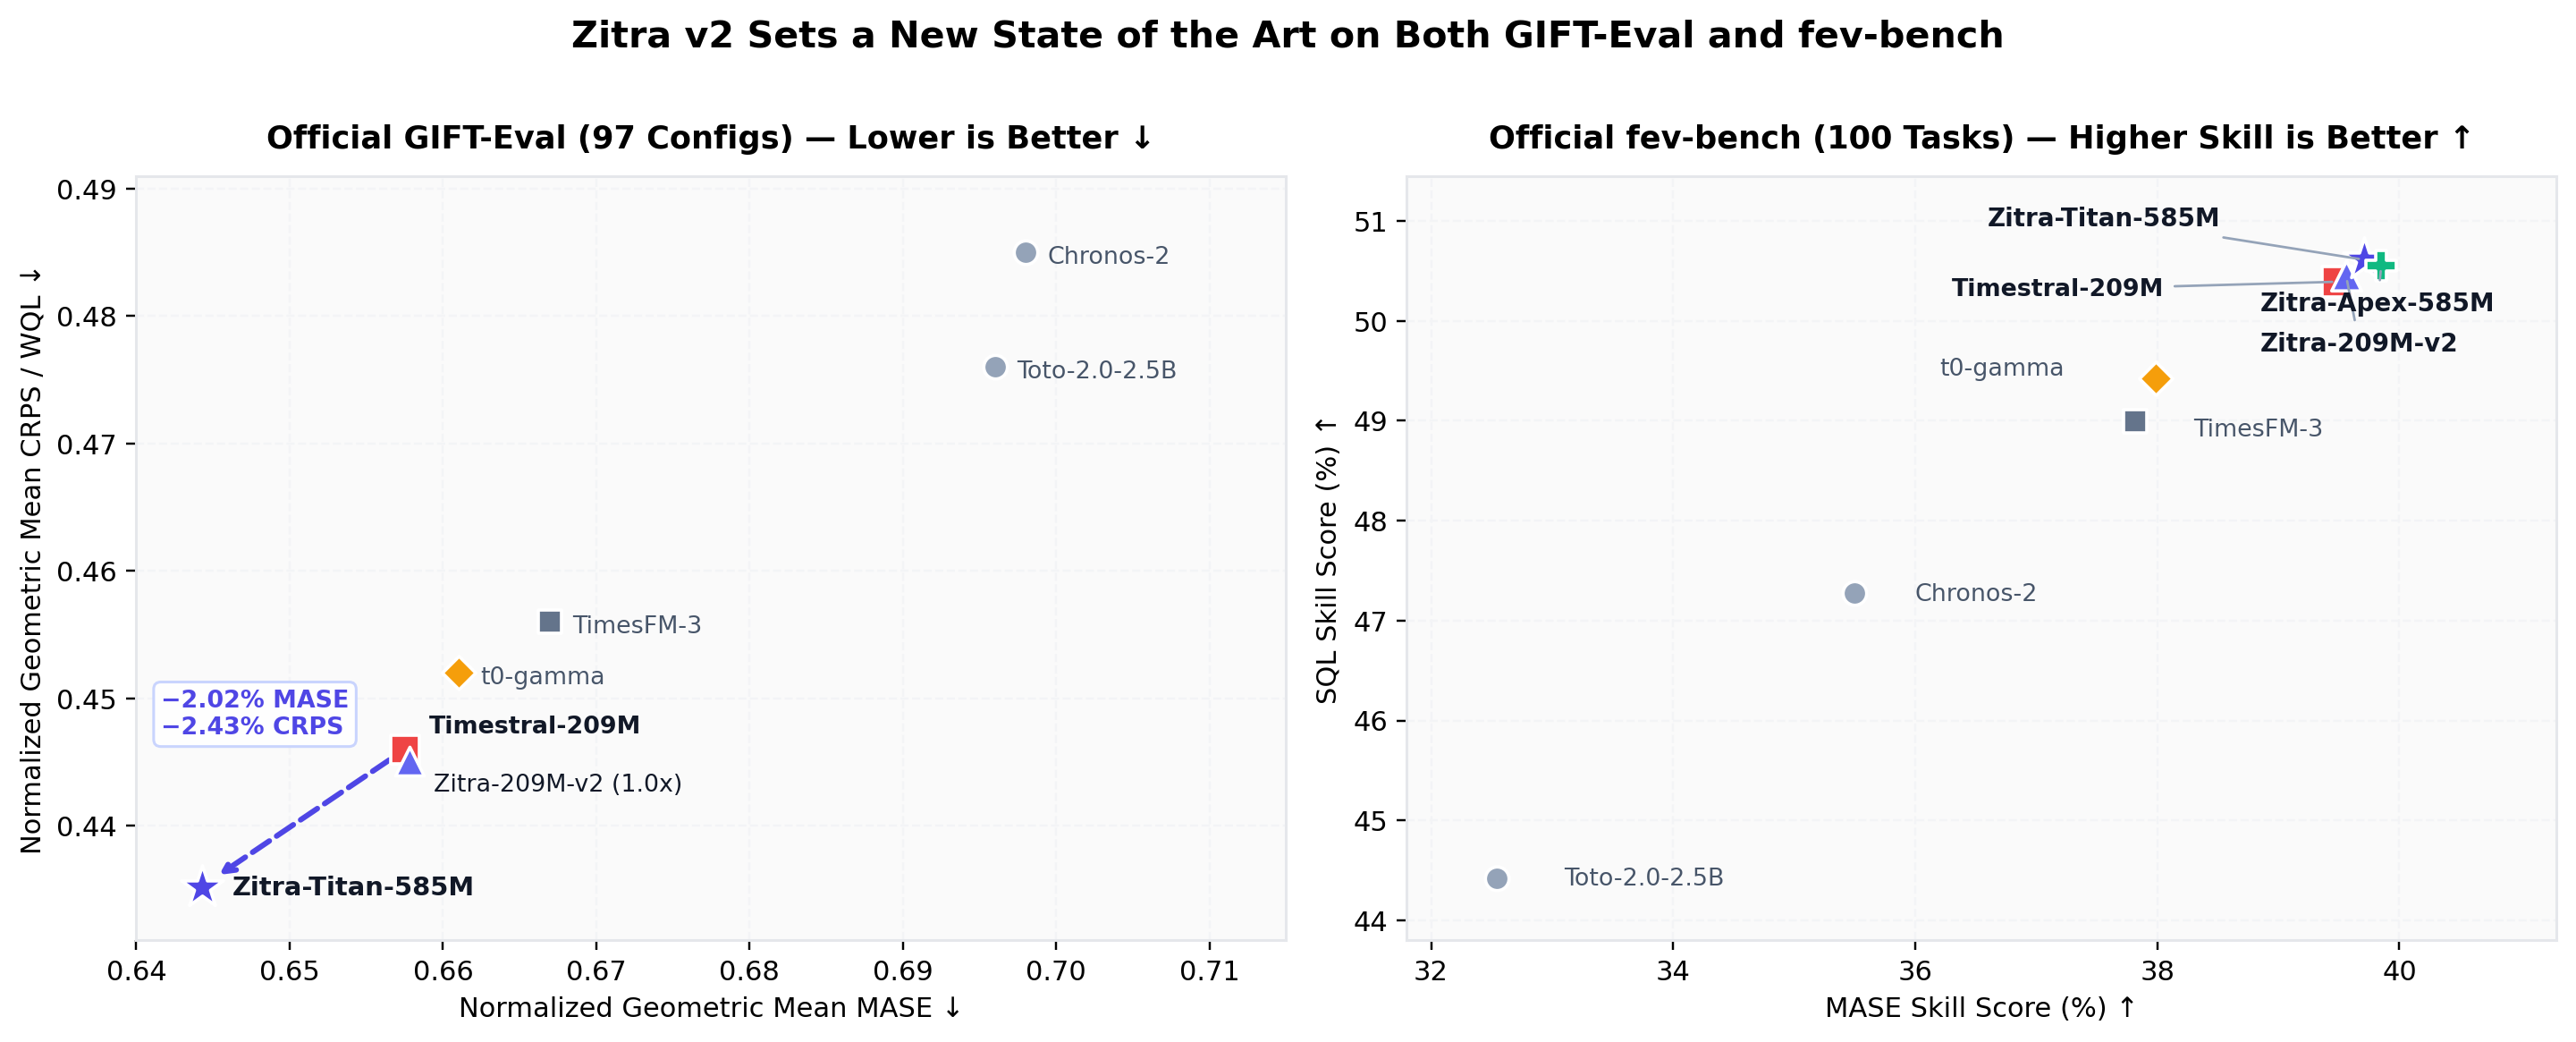 Zitra v2 Sets a New State of the Art on Both GIFT-Eval and fev-bench
Official GIFT-Eval (97 Configs) — Lower is Better ↓
Normalized Geometric Mean CRPS / WQL ↓
0.49
0.48
0.47
0.46
0.45
0.44
Chronos-2
Toto-2.0-2.5B
TimesFM-3
t0-gamma
−2.02% MASE
−2.43% CRPS
Timestral-209M
Zitra-209M-v2 (1.0x)
Zitra-Titan-585M
0.64
0.65
0.66
0.67
0.68
0.69
0.70
0.71
Normalized Geometric Mean MASE ↓
Official fev-bench (100 Tasks) — Higher Skill is Better ↑
SQL Skill Score (%) ↑
51
50
49
48
47
46
45
44
Zitra-Titan-585M
Timestral-209M
Zitra-Apex-585M
Zitra-209M-v2
t0-gamma
TimesFM-3
Chronos-2
Toto-2.0-2.5B
32
34
36
38
40
MASE Skill Score (%) ↑